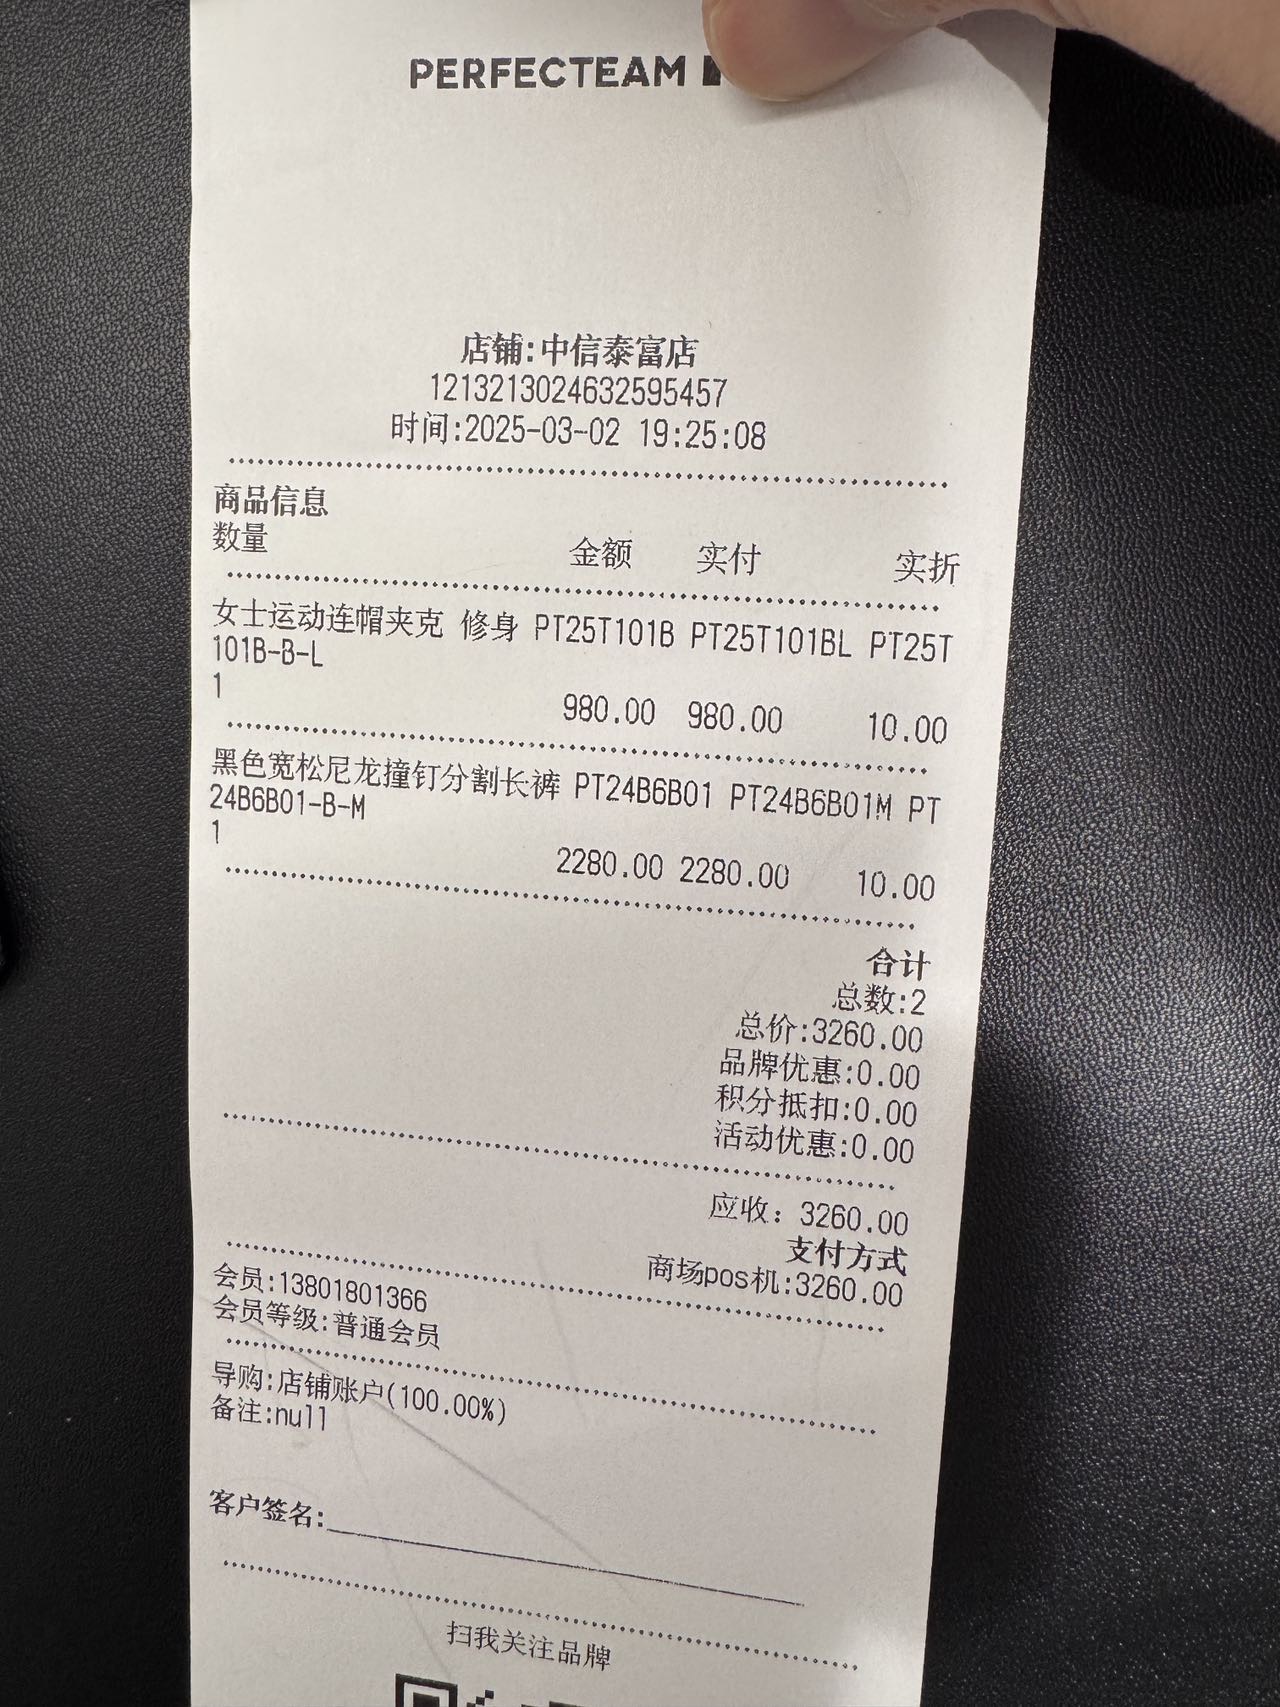 PERFECTEAM
店铺:中信泰富店
1213213024632595457
时间:2025-03-02 19:25:08
商品信息
数量 金额 实付 实折
女士运动连帽夹克 修身 PT25T101B PT25T101BL PT25T
101B-B-L
1 980.00 980.00 10.00
黑色宽松尼龙撞钉分割长裤 PT24B6B01 PT24B6B01M PT
24B6B01-B-M
1 2280.00 2280.00 10.00
合计
总数:2
总价:3260.00
品牌优惠:0.00
积分抵扣:0.00
活动优惠:0.00
应收：3260.00
支付方式
商场pos机:3260.00
会员:13801801366
会员等级:普通会员
导购:店铺账户(100.00%)
备注:null
客户签名:
扫我关注品牌